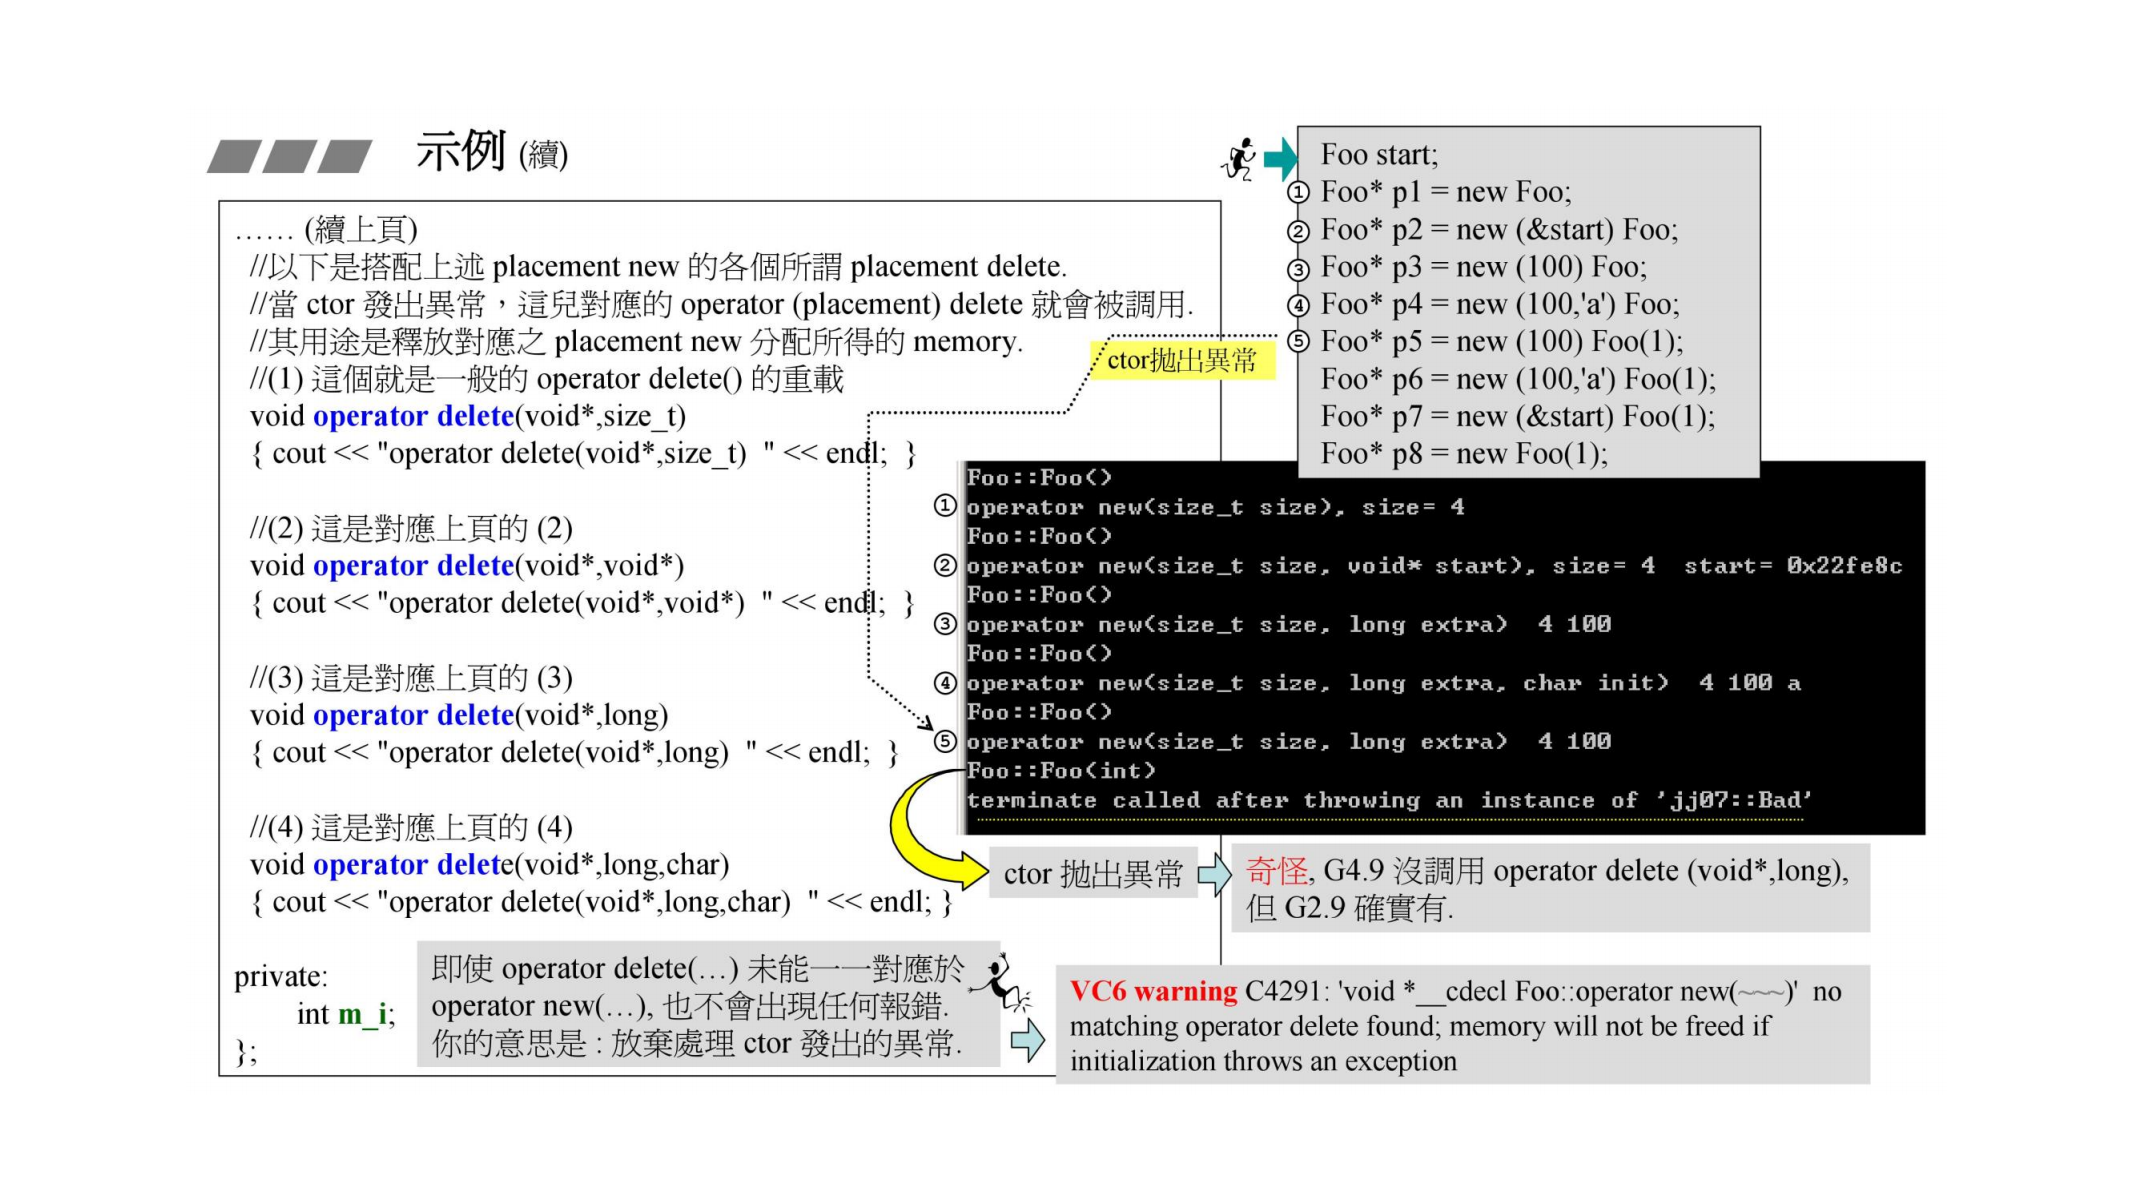 示例 (續)
…… (續上頁)
//以下是搭配上述 placement new 的各個所謂 placement delete.
//當 ctor 發出異常，這兒對應的 operator (placement) delete 就會被調用.
//其用途是釋放對應之 placement new 分配所得的 memory.
//(1) 這個就是一般的 operator delete() 的重載
void operator delete(void*,size_t)
{ cout << "operator delete(void*,size_t)  " << endl;  }
//(2) 這是對應上頁的 (2)
void operator delete(void*,void*)
{ cout << "operator delete(void*,void*)  " << endl;  }
//(3) 這是對應上頁的 (3)
void operator delete(void*,long)
{ cout << "operator delete(void*,long)  " << endl;  }
//(4) 這是對應上頁的 (4)
void operator delete(void*,long,char)
{ cout << "operator delete(void*,long,char)  " << endl; }
private:
int m_i;
};
Foo start;
① Foo* p1 = new Foo;
② Foo* p2 = new (&start) Foo;
③ Foo* p3 = new (100) Foo;
④ Foo* p4 = new (100,'a') Foo;
⑤ Foo* p5 = new (100) Foo(1);
Foo* p6 = new (100,'a') Foo(1);
Foo* p7 = new (&start) Foo(1);
Foo* p8 = new Foo(1);
ctor拋出異常
Foo::Foo()
① operator new(size_t size), size= 4
Foo::Foo()
② operator new(size_t size, void* start), size= 4  start= 0x22fe8c
Foo::Foo()
③ operator new(size_t size, long extra)  4 100
Foo::Foo()
④ operator new(size_t size, long extra, char init)  4 100 a
Foo::Foo()
⑤ operator new(size_t size, long extra)  4 100
Foo::Foo(int)
terminate called after throwing an instance of 'jj07::Bad'
ctor 拋出異常
奇怪, G4.9 沒調用 operator delete (void*,long),
但 G2.9 確實有.
即使 operator delete(…) 未能一一對應於
operator new(…), 也不會出現任何報錯.
你的意思是 : 放棄處理 ctor 發出的異常.
VC6 warning C4291: 'void *__cdecl Foo::operator new(~~~)'  no
matching operator delete found; memory will not be freed if
initialization throws an exception